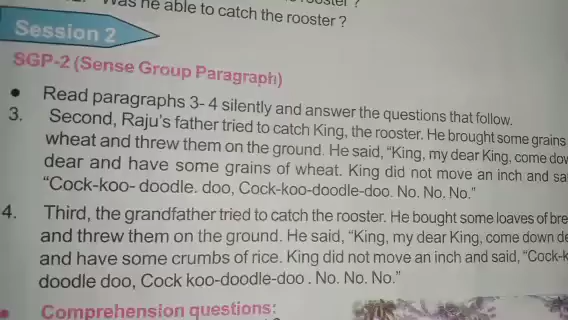 Was he able to catch the rooster ?
Session 2
SGP-2 (Sense Group Paragraph)
• Read paragraphs 3- 4 silently and answer the questions that follow.
3. Second, Raju's father tried to catch King, the rooster. He brought some grains
wheat and threw them on the ground. He said, “King, my dear King, come dow
dear and have some grains of wheat. King did not move an inch and sa
“Cock-koo- doodle. doo, Cock-koo-doodle-doo. No. No. No.”
4. Third, the grandfather tried to catch the rooster. He bought some loaves of bre
and threw them on the ground. He said, “King, my dear King, come down de
and have some crumbs of rice. King did not move an inch and said, “Cock-k
doodle doo, Cock koo-doodle-doo . No. No. No.”
• Comprehension questions: